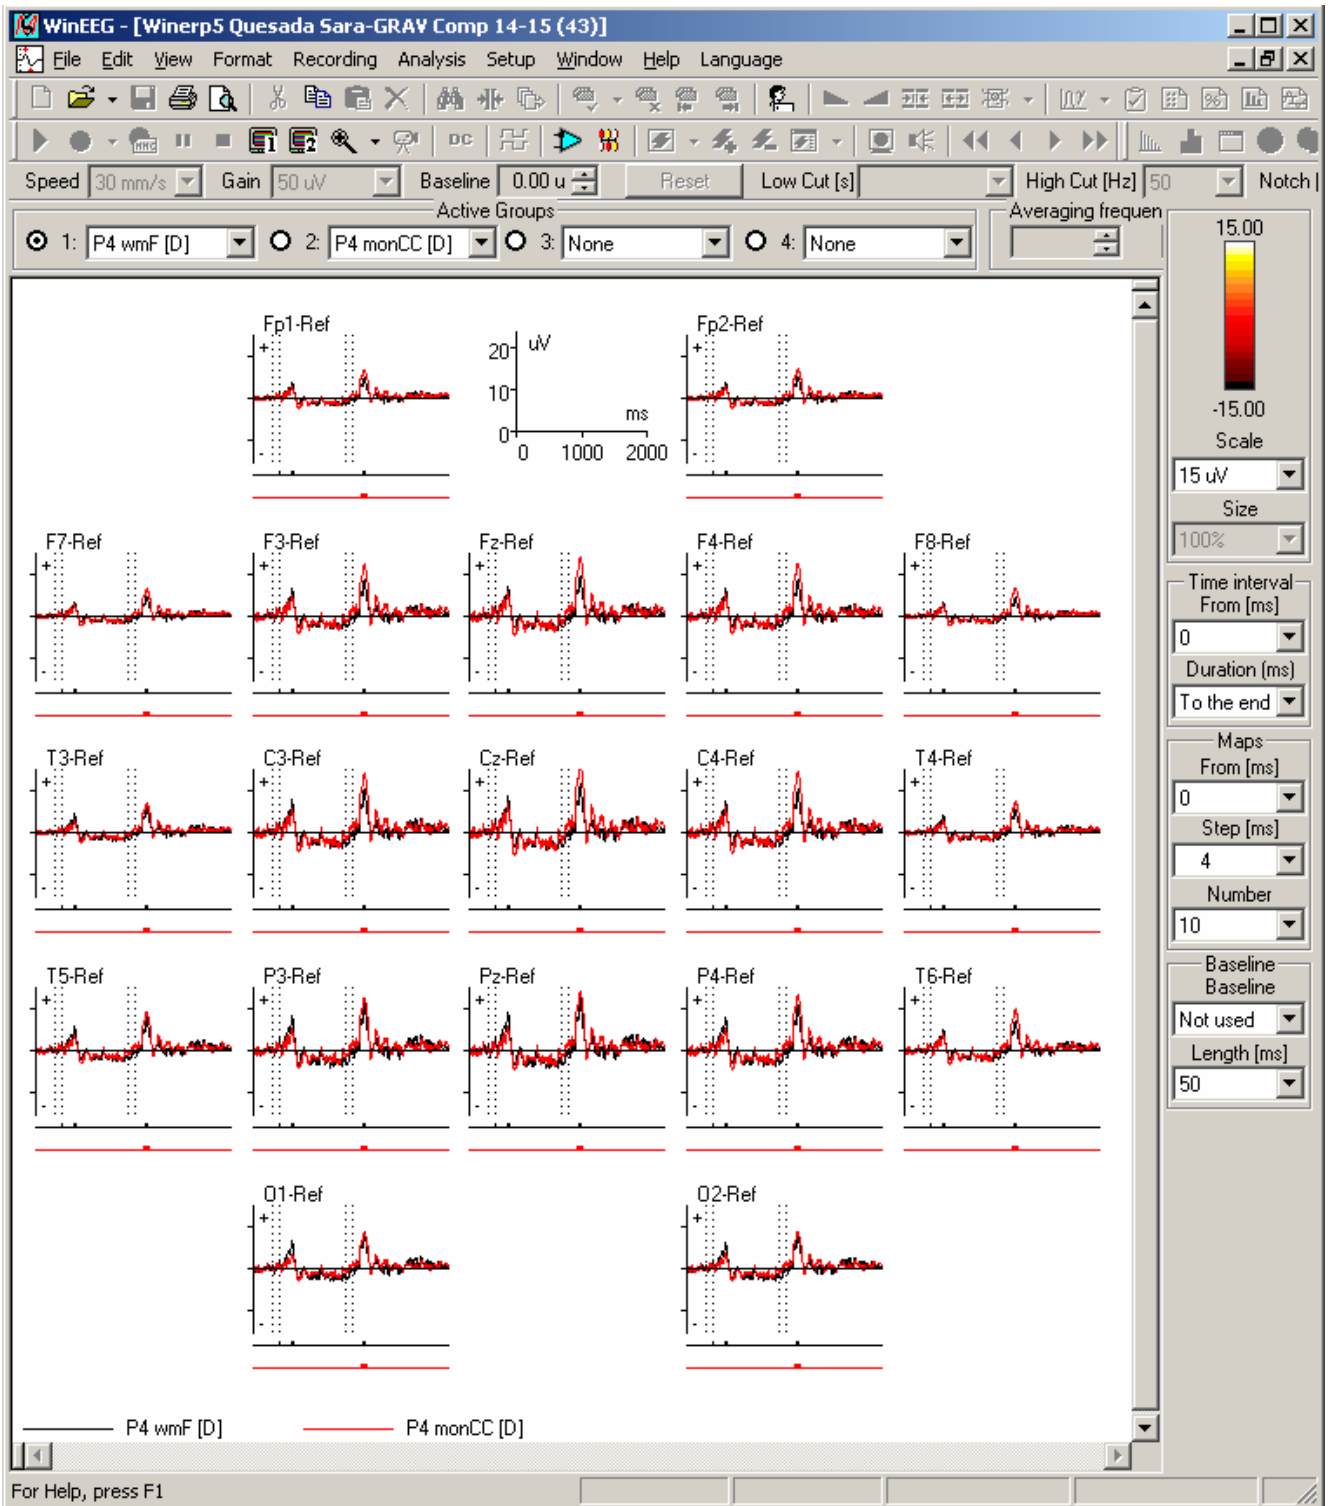 WinEEG - [Winerp5 Quesada Sara-GRAV Comp 14-15 (43)]
File Edit View Format Recording Analysis Setup Window Help Language
DC
Speed 30 mm/s Gain 50 uV Baseline 0.00 u Reset Low Cut [s] High Cut [Hz] 50 Notch
Active Groups Averaging frequen
1: P4 wmF [D] 2: P4 monCC [D] 3: None 4: None
15.00
-15.00
Scale
15 uV
Size
100%
Time interval
From [ms]
0
Duration (ms)
To the end
Maps
From [ms]
0
Step [ms]
4
Number
10
Baseline
Baseline
Not used
Length [ms]
50
Fp1-Ref Fp2-Ref
+ +
- -
uV
20
10
0
ms
0 1000 2000
F7-Ref F3-Ref Fz-Ref F4-Ref F8-Ref
+ + + + +
- - - - -
T3-Ref C3-Ref Cz-Ref C4-Ref T4-Ref
+ + + + +
- - - - -
T5-Ref P3-Ref Pz-Ref P4-Ref T6-Ref
+ + + + +
- - - - -
O1-Ref O2-Ref
+ +
- -
P4 wmF [D] P4 monCC [D]
For Help, press F1